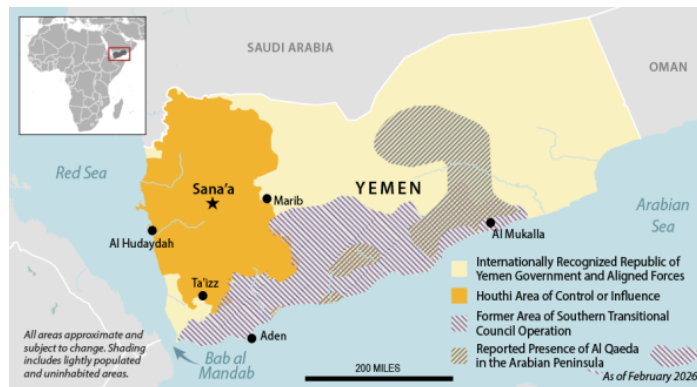 SAUDI ARABIA
OMAN
Red Sea
Sana'a
YEMEN
Marib
Arabian
Sea
Al Hudaydah
Al Mukalla
Ta'izz
Aden
Bab al
Mandab
Internationally Recognized Republic of
Yemen Government and Aligned Forces
Houthi Area of Control or Influence
Former Area of Southern Transitional
Council Operation
Reported Presence of Al Qaeda
in the Arabian Peninsula
All areas approximate and
subject to change. Shading
includes lightly populated
and uninhabited areas.
200 MILES
As of February 2026